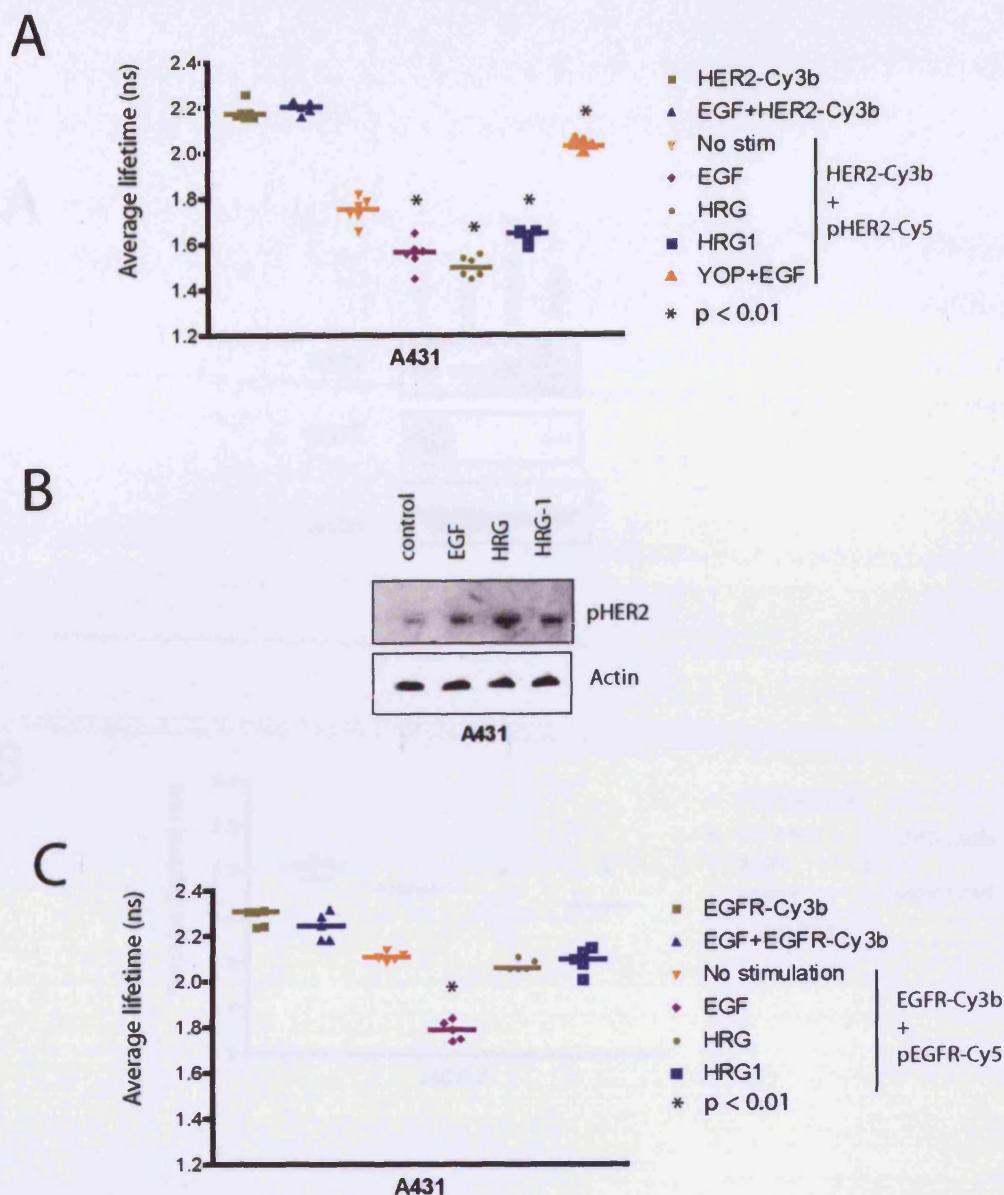 A
Average lifetime (ns)
2.4
2.2
2.0
1.8
1.6
1.4
1.2
*
*
*
*
A431
HER2-Cy3b
EGF+HER2-Cy3b
No stim
EGF
HRG
HRG1
YOP+EGF
* p < 0.01
HER2-Cy3b
+
pHER2-Cy5
B
control
EGF
HRG
HRG-1
pHER2
Actin
A431
C
Average lifetime (ns)
2.4
2.2
2.0
1.8
1.6
1.4
1.2
*
A431
EGFR-Cy3b
EGF+EGFR-Cy3b
No stimulation
EGF
HRG
HRG1
* p < 0.01
EGFR-Cy3b
+
pEGFR-Cy5